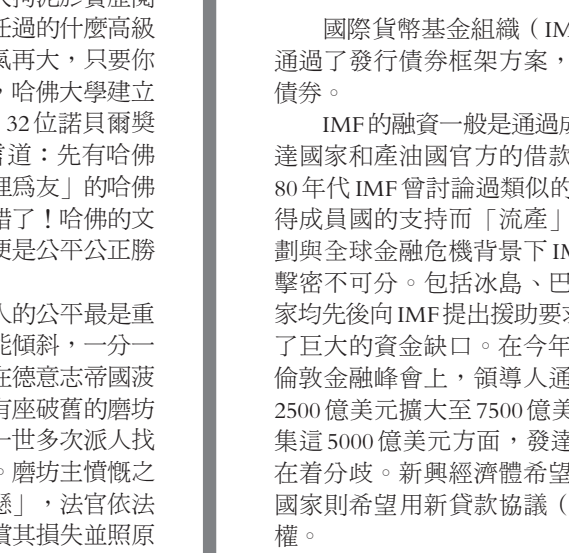 任過的什麼高級
氣再大，只要你
，哈佛大學建立
32位諾貝爾獎
道：先有哈佛
爲友」的哈佛
錯了！哈佛的文
便是公平公正勝
人的公平最是重
能傾斜，一分一
在德意志帝國菠
有座破舊的磨坊
一世多次派人找
。磨坊主憤慨之
」，法官依法
償其損失並照原
國際貨幣基金組織（IM
通過了發行債券框架方案，
債券。
IMF的融資一般是通過成
達國家和產油國官方的借款
80年代IMF曾討論過類似的
得成員國的支持而「流產」
劃與全球金融危機背景下IM
擊密不可分。包括冰島、巴
家均先後向IMF提出援助要求
了巨大的資金缺口。在今年
倫敦金融峰會上，領導人通
2500億美元擴大至7500億美
集這5000億美元方面，發達
在着分歧。新興經濟體希望
國家則希望用新貸款協議（
權。